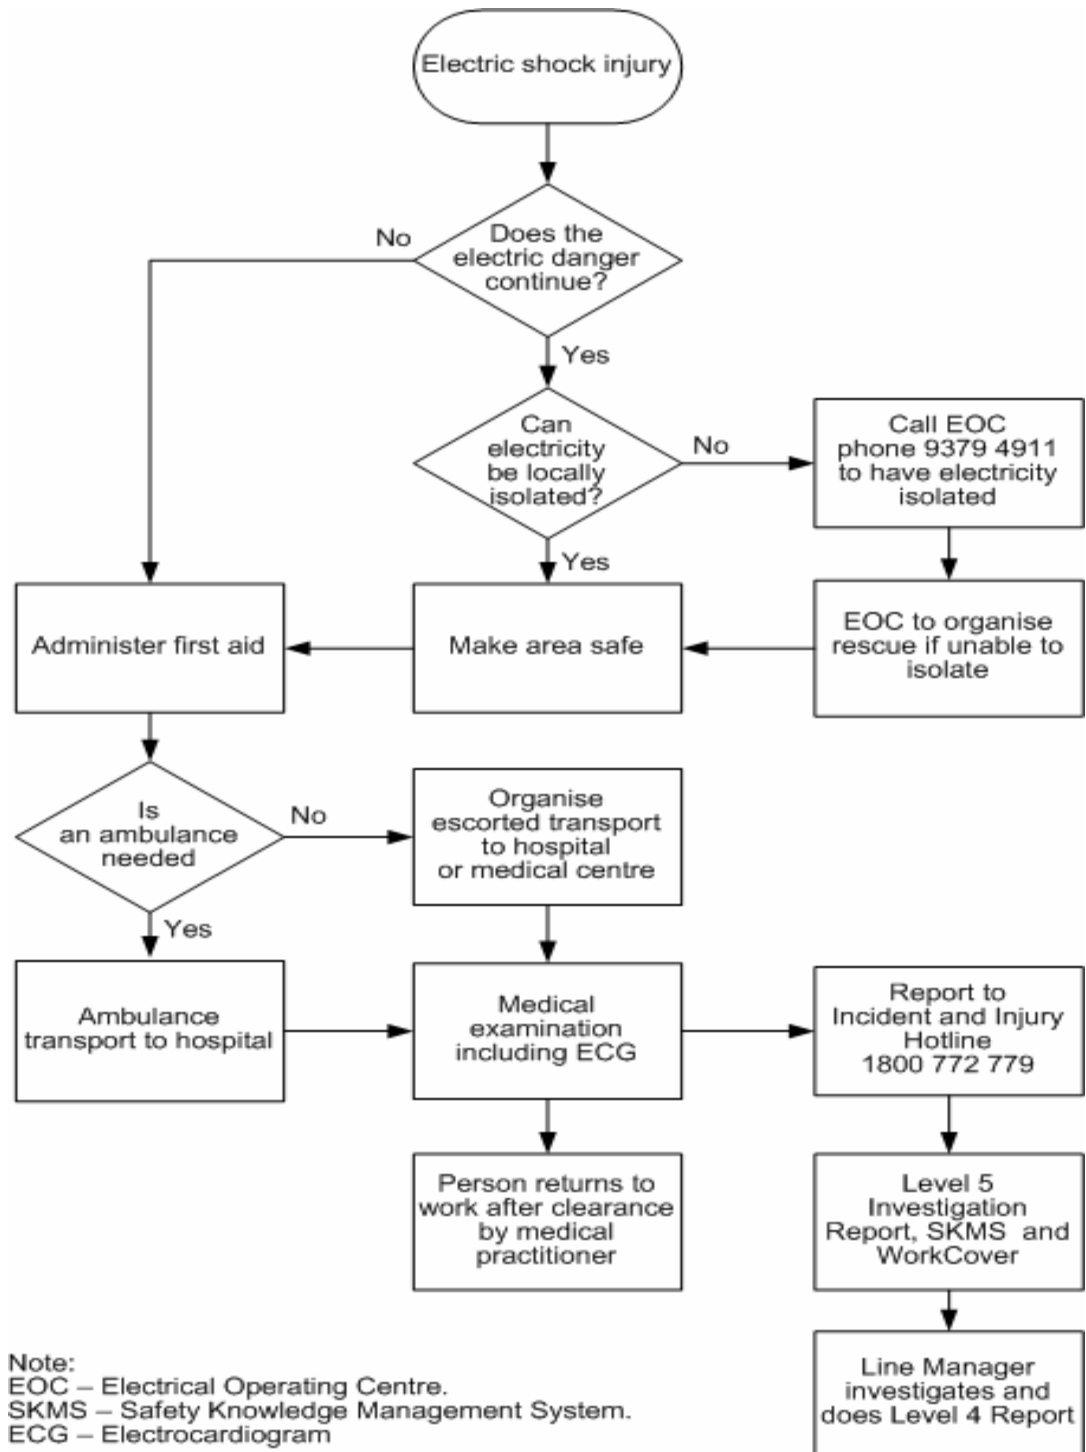 Electric shock injury
Does the
electric danger
continue?
No
Yes
Can
electricity
be locally
isolated?
No
Yes
Call EOC
phone 9379 4911
to have electricity
isolated
EOC to organise
rescue if unable to
isolate
Make area safe
Administer first aid
Is
an ambulance
needed
No
Yes
Organise
escorted transport
to hospital
or medical centre
Ambulance
transport to hospital
Medical
examination
including ECG
Report to
Incident and Injury
Hotline
1800 772 779
Person returns to
work after clearance
by medical
practitioner
Level 5
Investigation
Report, SKMS and
WorkCover
Line Manager
investigates and
does Level 4 Report
Note:
EOC – Electrical Operating Centre.
SKMS – Safety Knowledge Management System.
ECG – Electrocardiogram